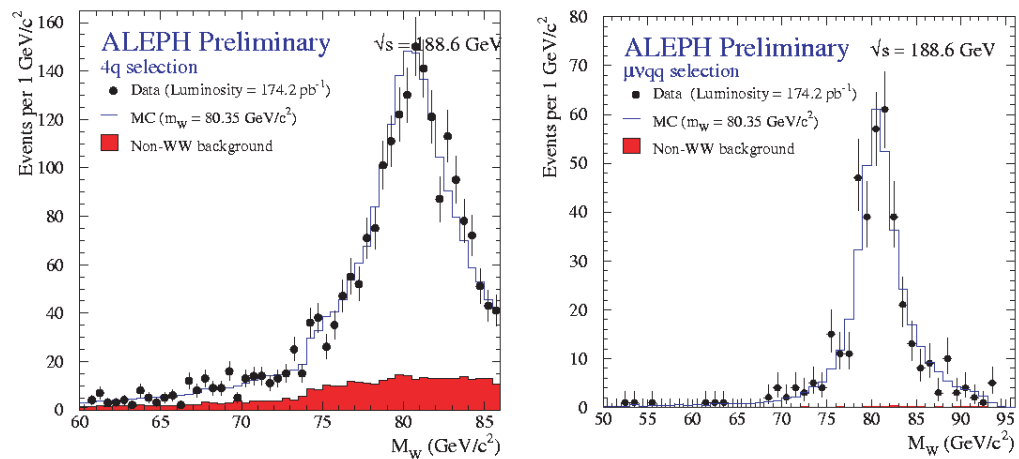 Events per 1 GeV/c²
160
140
120
100
80
60
40
20
0
ALEPH Preliminary
√s = 188.6 GeV
4q selection
Data (Luminosity = 174.2 pb⁻¹)
MC (m_W = 80.35 GeV/c²)
Non-WW background
60 65 70 75 80 85
M_W (GeV/c²)
Events per 1 GeV/c²
80
70
60
50
40
30
20
10
0
ALEPH Preliminary
√s = 188.6 GeV
μνqq selection
Data (Luminosity = 174.2 pb⁻¹)
MC (m_W = 80.35 GeV/c²)
Non-WW background
50 55 60 65 70 75 80 85 90 95
M_W (GeV/c²)